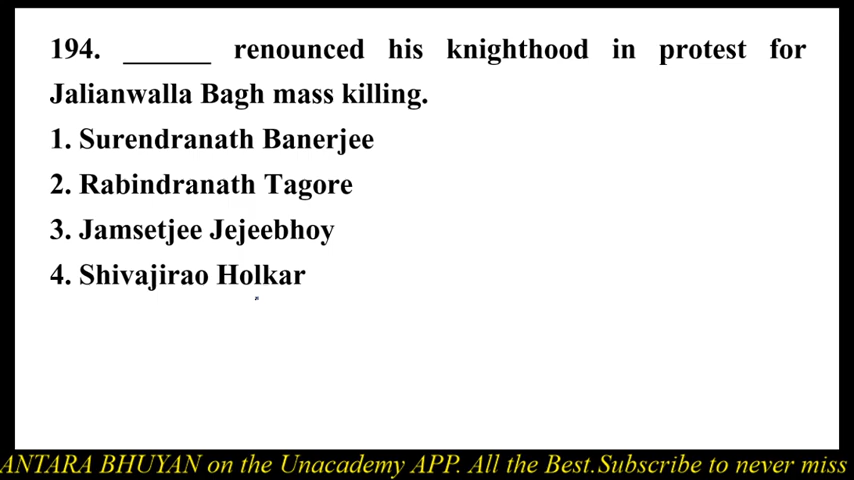 194. ______ renounced his knighthood in protest for
Jalianwalla Bagh mass killing.
1. Surendranath Banerjee
2. Rabindranath Tagore
3. Jamsetjee Jejeebhoy
4. Shivajirao Holkar
ANTARA BHUYAN on the Unacademy APP. All the Best.Subscribe to never miss